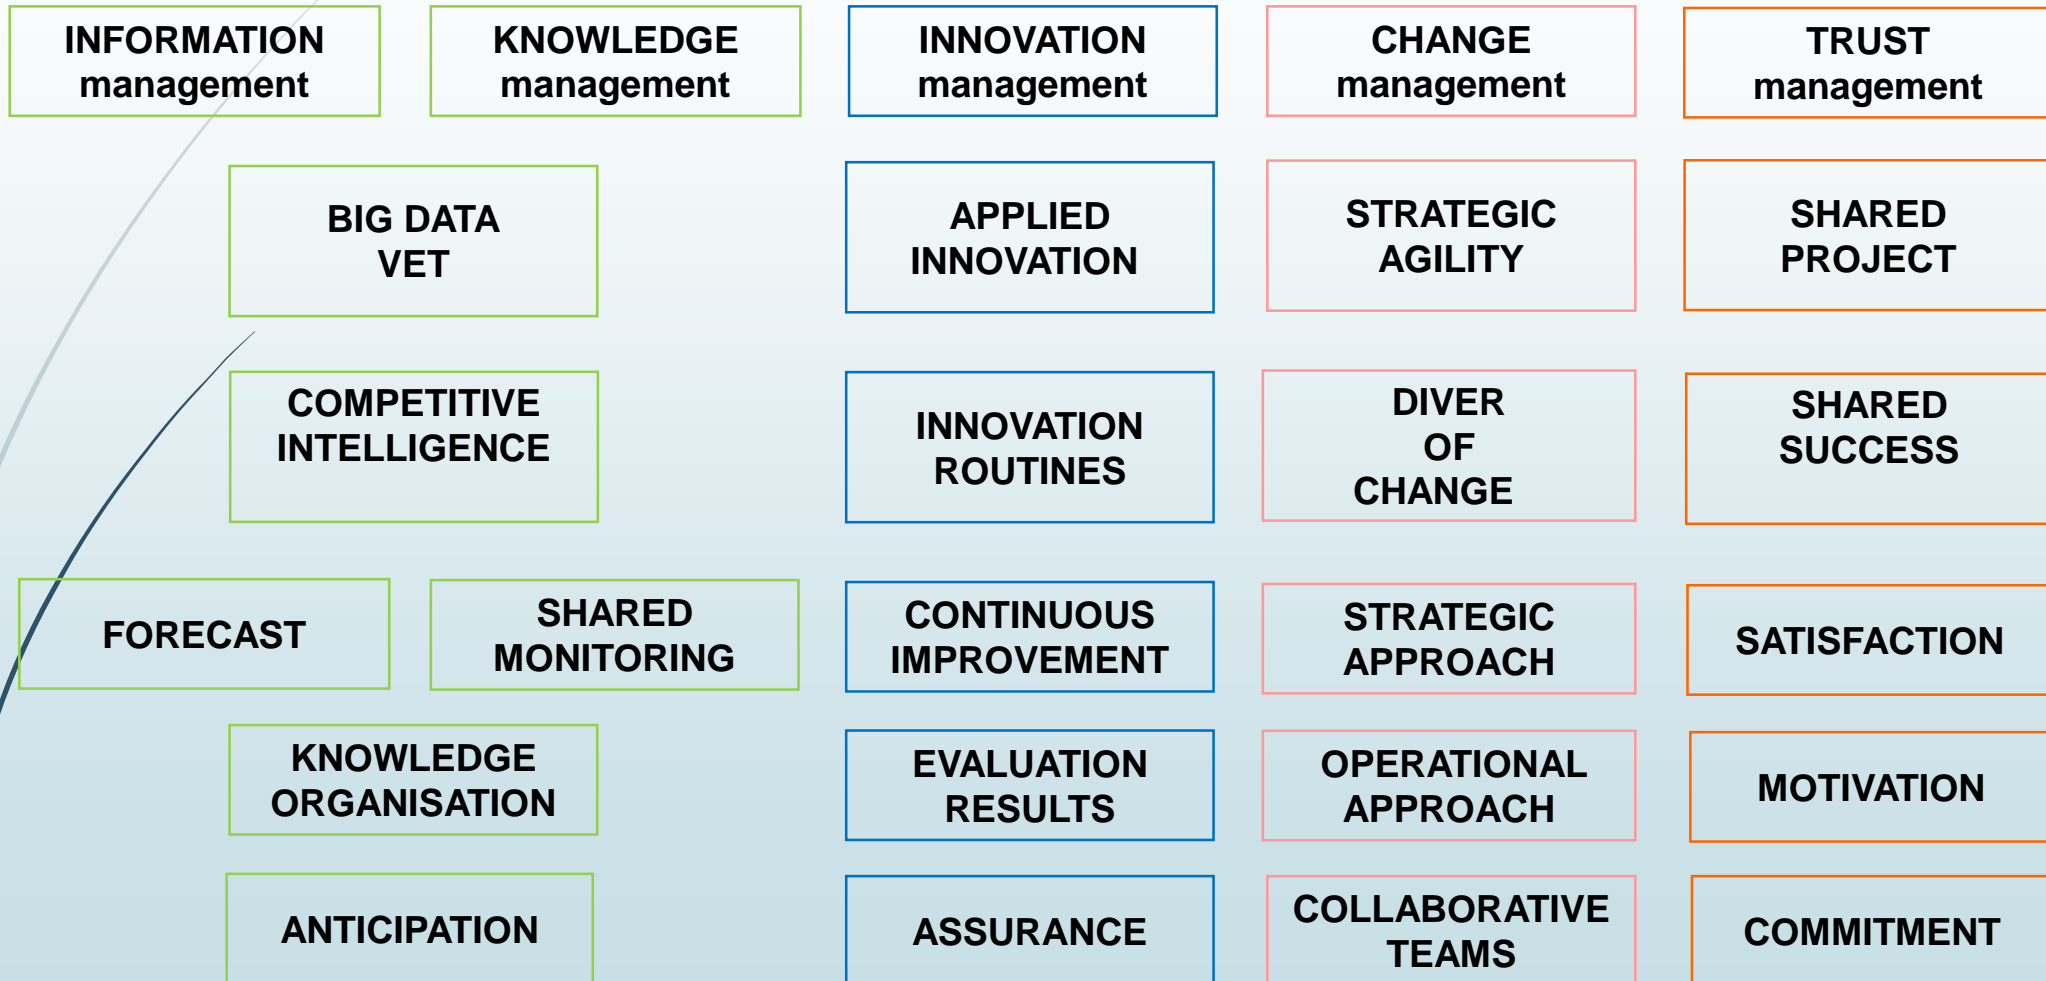 INFORMATION
management
KNOWLEDGE
management
INNOVATION
management
CHANGE
management
TRUST
management
BIG DATA
VET
APPLIED
INNOVATION
STRATEGIC
AGILITY
SHARED
PROJECT
COMPETITIVE
INTELLIGENCE
INNOVATION
ROUTINES
DIVER
OF
CHANGE
SHARED
SUCCESS
FORECAST
SHARED
MONITORING
CONTINUOUS
IMPROVEMENT
STRATEGIC
APPROACH
SATISFACTION
KNOWLEDGE
ORGANISATION
EVALUATION
RESULTS
OPERATIONAL
APPROACH
MOTIVATION
ANTICIPATION
ASSURANCE
COLLABORATIVE
TEAMS
COMMITMENT